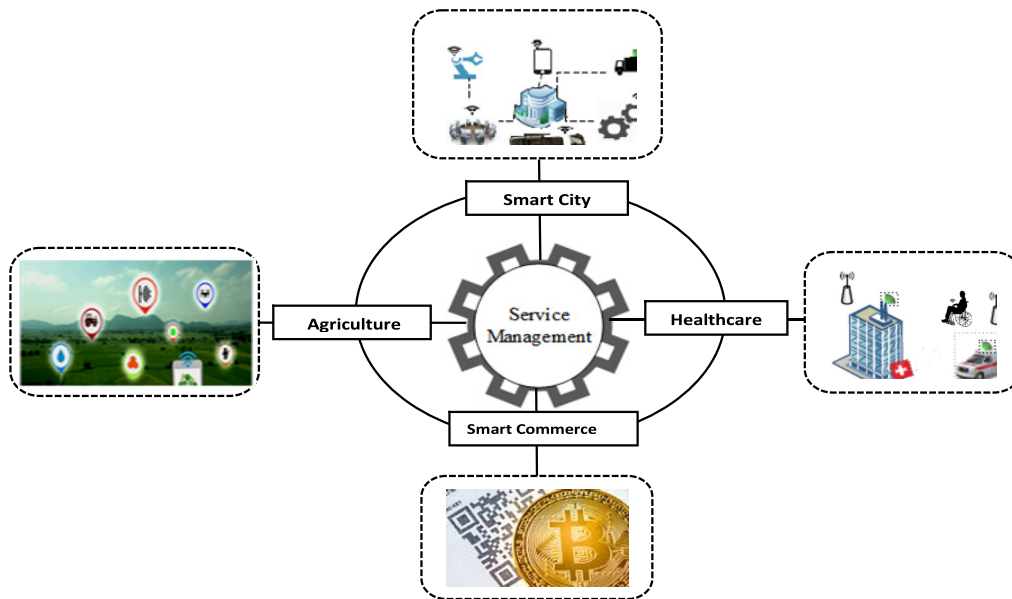 Smart City
Agriculture
Service
Management
Healthcare
Smart Commerce